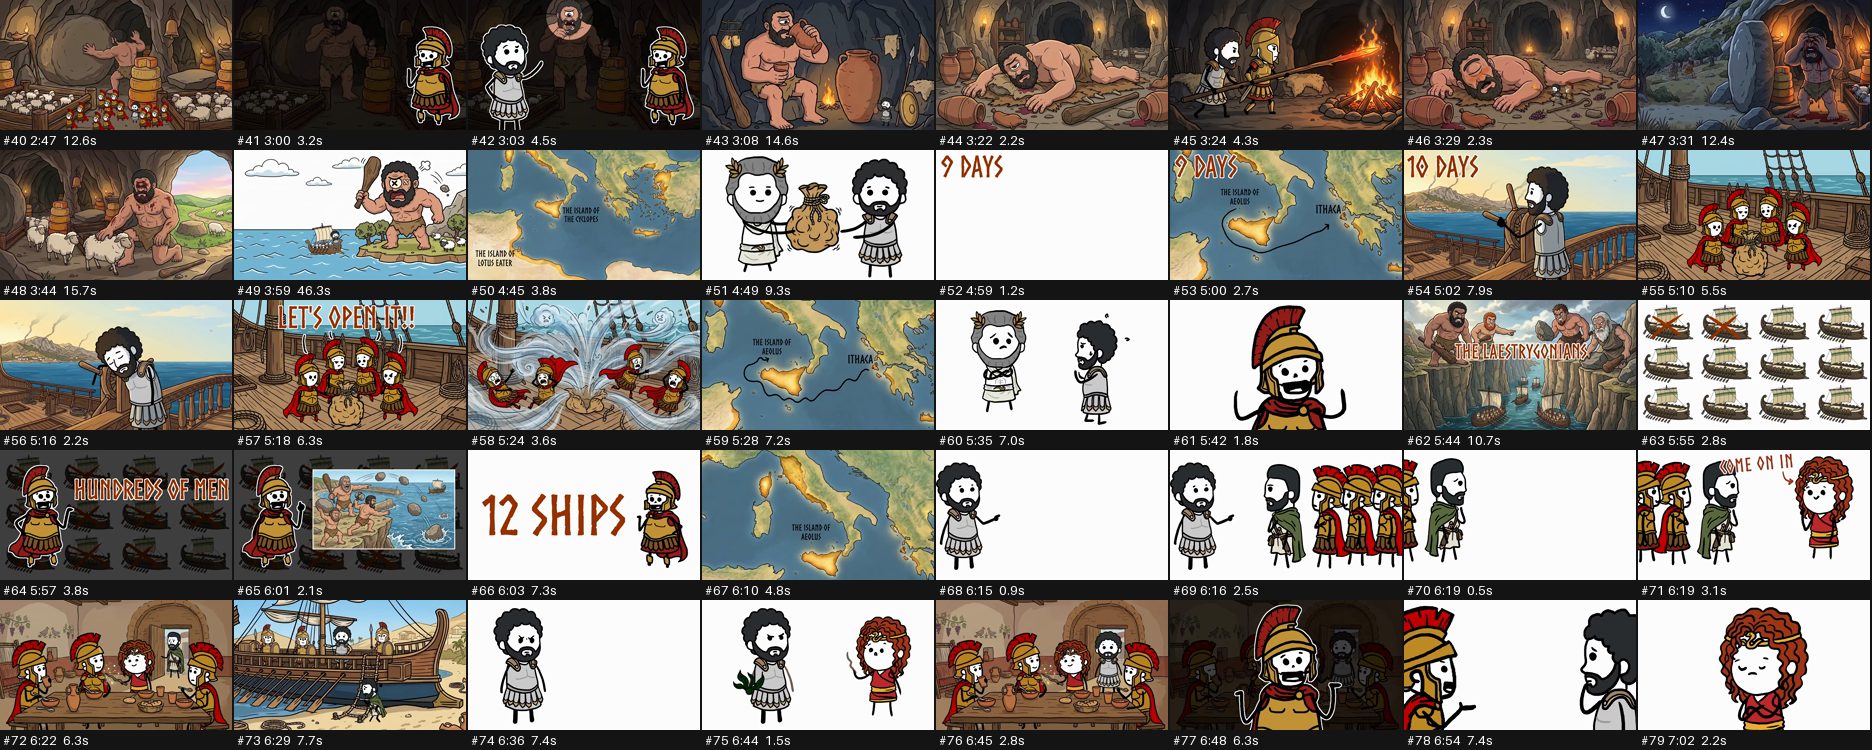 #40 2:47 12.6s
#41 3:00 3.2s
#42 3:03 4.5s
#43 3:08 14.6s
#44 3:22 2.2s
#45 3:24 4.3s
#46 3:29 2.3s
#47 3:31 12.4s
THE ISLAND OF
THE CYCLOPES
THE ISLAND OF
LOTUS EATER
9 DAYS
9 DAYS
THE ISLAND OF
AEOLUS
ITHACA
10 DAYS
#48 3:44 15.7s
#49 3:59 46.3s
#50 4:45 3.8s
#51 4:49 9.3s
#52 4:59 1.2s
#53 5:00 2.7s
#54 5:02 7.9s
#55 5:10 5.5s
LET'S OPEN IT!!
THE ISLAND OF
AEOLUS
ITHACA
THE LAESTRYGONIANS
#56 5:16 2.2s
#57 5:18 6.3s
#58 5:24 3.6s
#59 5:28 7.2s
#60 5:35 7.0s
#61 5:42 1.8s
#62 5:44 10.7s
#63 5:55 2.8s
HUNDREDS OF MEN
12 SHIPS
THE ISLAND OF
AEOLUS
COME ON IN
#64 5:57 3.8s
#65 6:01 2.1s
#66 6:03 7.3s
#67 6:10 4.8s
#68 6:15 0.9s
#69 6:16 2.5s
#70 6:19 0.5s
#71 6:19 3.1s
#72 6:22 6.3s
#73 6:29 7.7s
#74 6:36 7.4s
#75 6:44 1.5s
#76 6:45 2.8s
#77 6:48 6.3s
#78 6:54 7.4s
#79 7:02 2.2s